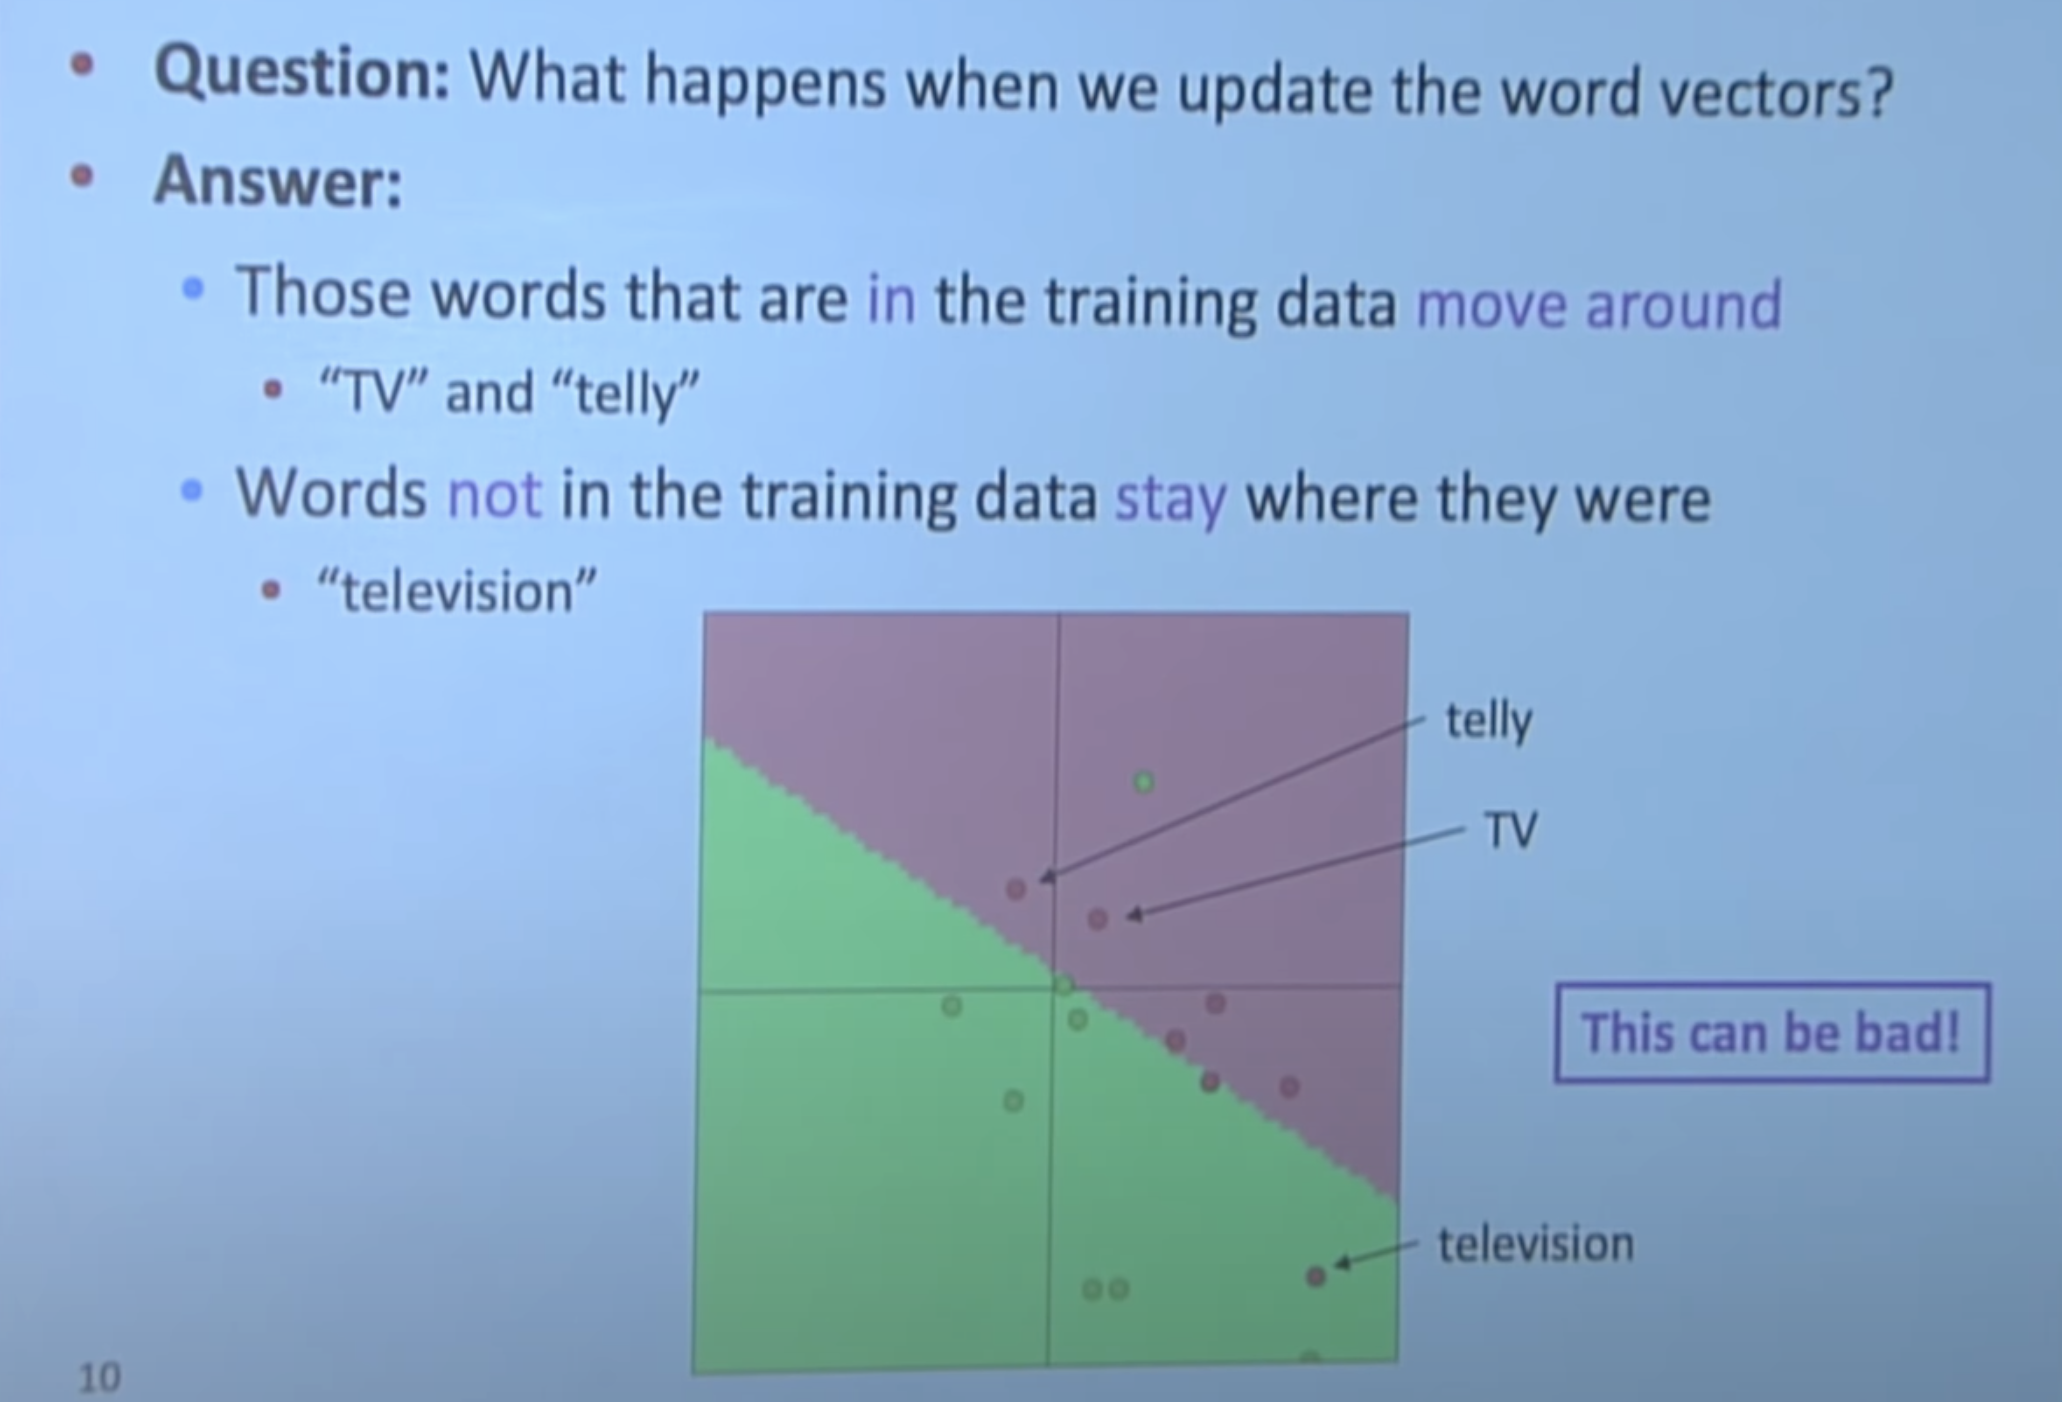 • Question: What happens when we update the word vectors?
• Answer:
• Those words that are in the training data move around
• “TV” and “telly”
• Words not in the training data stay where they were
• “television”
telly
TV
This can be bad!
television
10